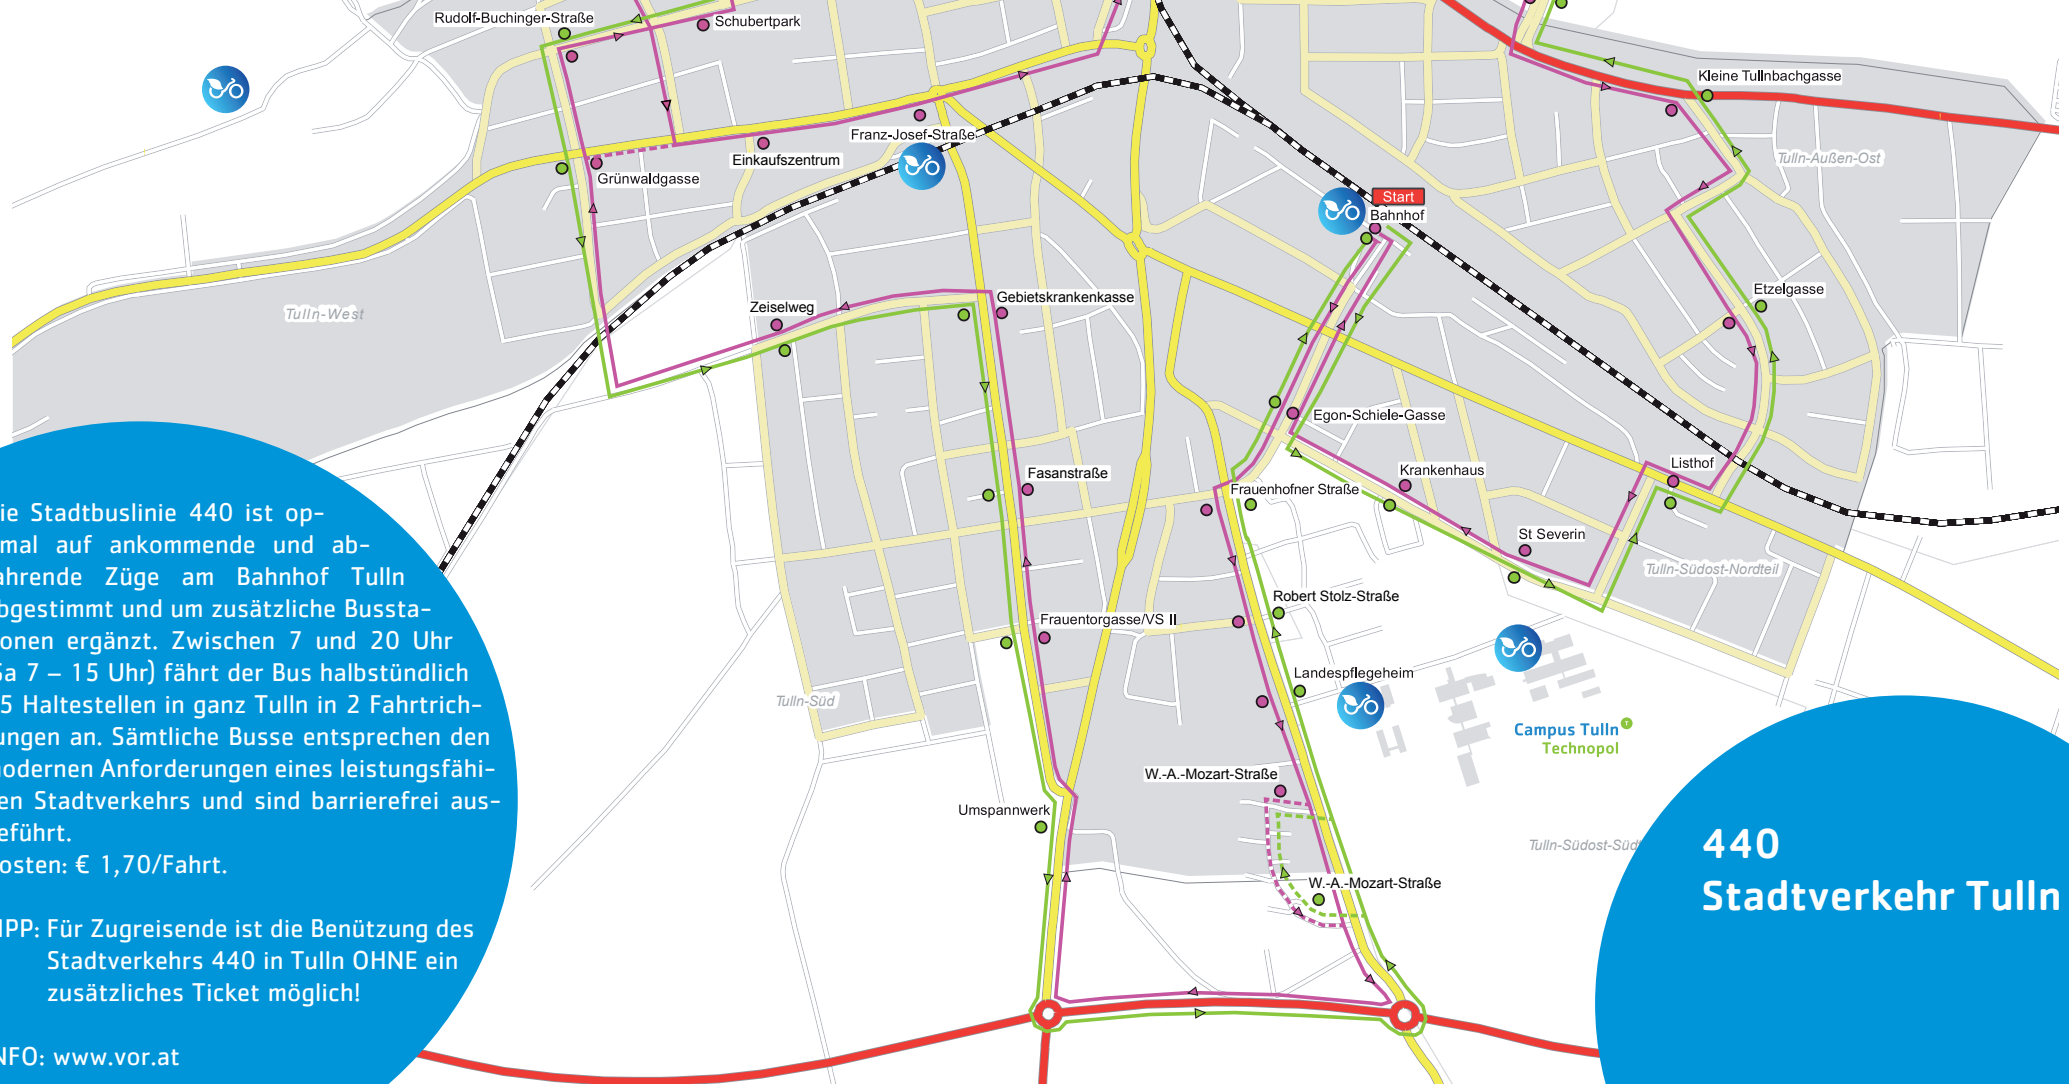 Rudolf-Buchinger-Straße
Schubertpark
Kleine Tullnbachgasse
Franz-Josef-Straße
Einkaufszentrum
Grünwaldgasse
Tulln-Außen-Ost
Start
Bahnhof
Tulln-West
Zeiselweg
Gebietskrankenkasse
Etzelgasse
Egon-Schiele-Gasse
Fasanstraße
Krankenhaus
Listhof
Frauenhofner Straße
St Severin
Tulln-Südost-Nordteil
Robert Stolz-Straße
Frauentorgasse/VS II
Landespflegeheim
Tulln-Süd
Campus Tulln T
Technopol
W.-A.-Mozart-Straße
Umspannwerk
Tulln-Südost-Süd
W.-A.-Mozart-Straße
ie Stadtbuslinie 440 ist op-
mal auf ankommende und ab-
ahrende Züge am Bahnhof Tulln
bgestimmt und um zusätzliche Bussta-
onen ergänzt. Zwischen 7 und 20 Uhr
Sa 7 – 15 Uhr) fährt der Bus halbstündlich
5 Haltestellen in ganz Tulln in 2 Fahrtrich-
ungen an. Sämtliche Busse entsprechen den
modernen Anforderungen eines leistungsfähi-
en Stadtverkehrs und sind barrierefrei aus-
eführt.
osten: € 1,70/Fahrt.
IPP: Für Zugreisende ist die Benützung des
Stadtverkehrs 440 in Tulln OHNE ein
zusätzliches Ticket möglich!
NFO: www.vor.at
440
Stadtverkehr Tulln